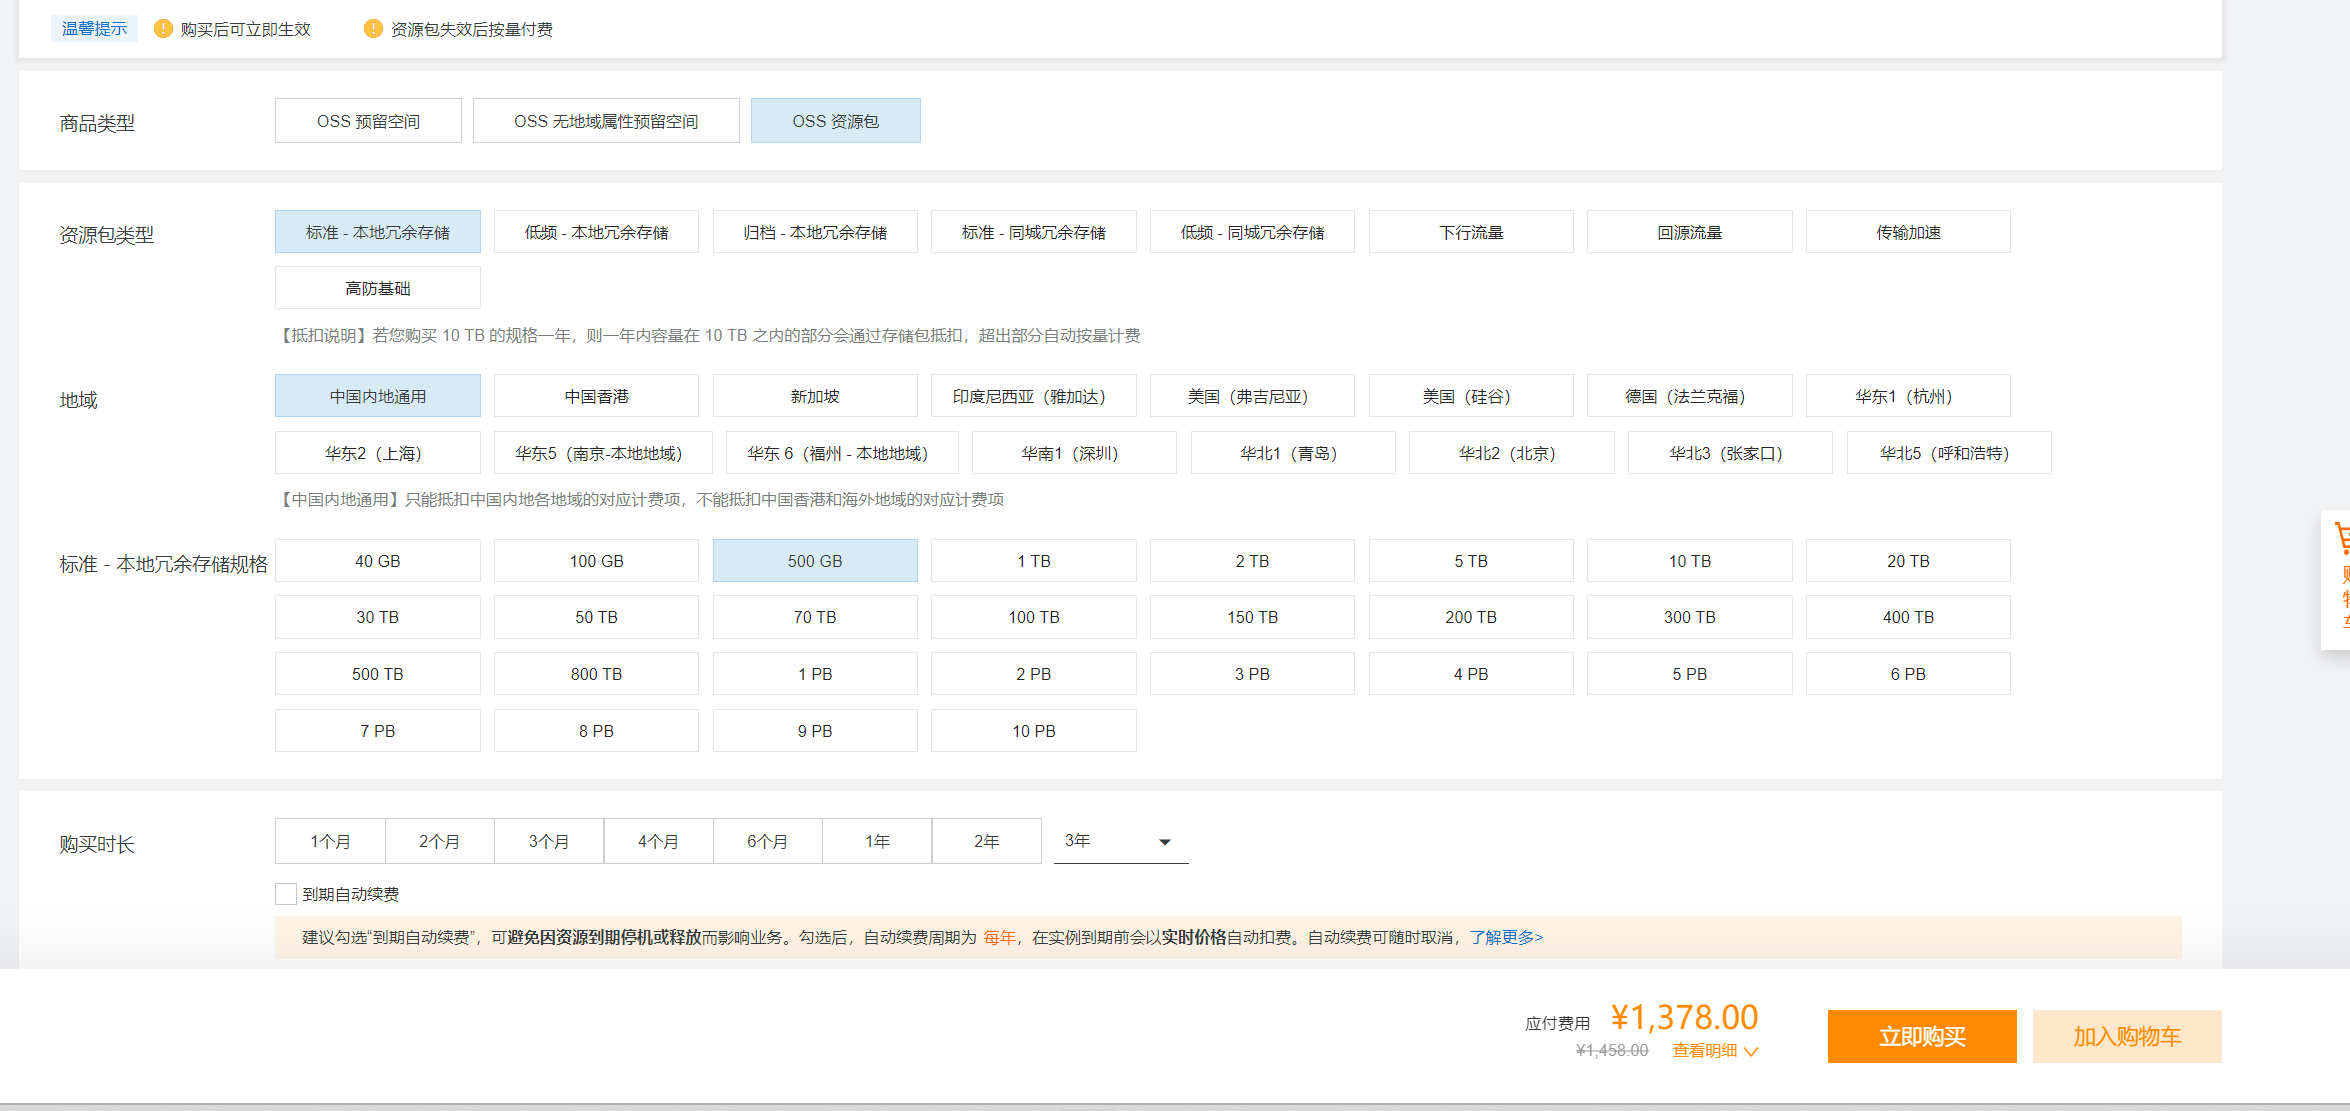 温馨提示 购买后可立即生效 资源包失效后按量付费
商品类型 OSS 预留空间 OSS 无地域属性预留空间 OSS 资源包
资源包类型 标准 - 本地冗余存储 低频 - 本地冗余存储 归档 - 本地冗余存储 标准 - 同城冗余存储 低频 - 同城冗余存储 下行流量 回源流量 传输加速
高防基础
【抵扣说明】若您购买 10 TB 的规格一年，则一年内容量在 10 TB 之内的部分会通过存储包抵扣，超出部分自动按量计费
地域 中国内地通用 中国香港 新加坡 印度尼西亚（雅加达） 美国（弗吉尼亚） 美国（硅谷） 德国（法兰克福） 华东1（杭州）
华东2（上海） 华东5（南京-本地地域） 华东 6（福州 - 本地地域） 华南1（深圳） 华北1（青岛） 华北2（北京） 华北3（张家口） 华北5（呼和浩特）
【中国内地通用】只能抵扣中国内地各地域的对应计费项，不能抵扣中国香港和海外地域的对应计费项
标准 - 本地冗余存储规格 40 GB 100 GB 500 GB 1 TB 2 TB 5 TB 10 TB 20 TB
30 TB 50 TB 70 TB 100 TB 150 TB 200 TB 300 TB 400 TB
500 TB 800 TB 1 PB 2 PB 3 PB 4 PB 5 PB 6 PB
7 PB 8 PB 9 PB 10 PB
购买时长 1个月 2个月 3个月 4个月 6个月 1年 2年 3年
到期自动续费
建议勾选“到期自动续费”，可避免因资源到期停机或释放而影响业务。勾选后，自动续费周期为 每年，在实例到期前会以实时价格自动扣费。自动续费可随时取消，了解更多>
应付费用 ¥1,378.00
¥1,458.00 查看明细
立即购买 加入购物车